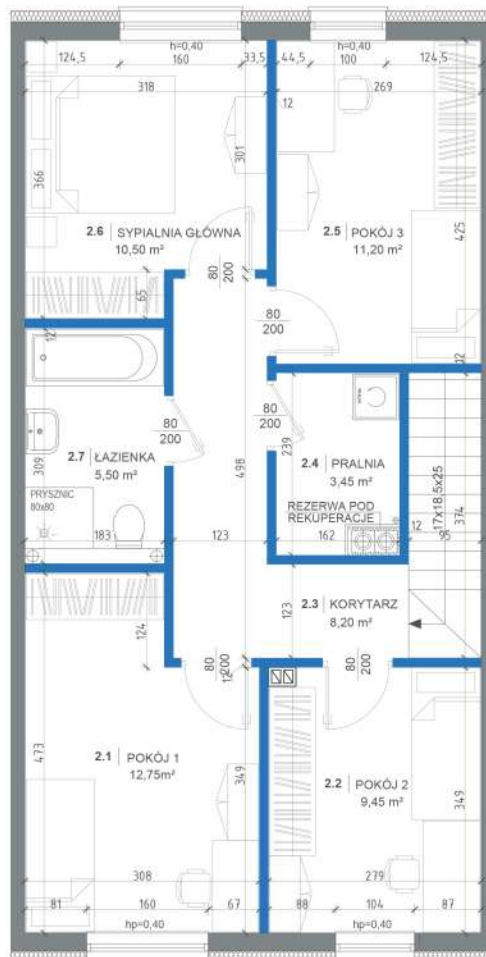 h=0,40
h=0,40
124,5
160
33,5
44,5
100
124,5
318
269
12
301
366
425
2.6 SYPIALNIA GŁÓWNA
10,50 m²
2.5 POKÓJ 3
11,20 m²
80
200
65
80
200
12
12
80
200
80
200
239
2.7 ŁAZIENKA
5,50 m²
309
2.4 PRALNIA
3,45 m²
498
17x18,5x25
374
PRYSZNIC
80x80
REZERWA POD
REKUPERACJE
183
123
162
12
95
123
2.3 KORYTARZ
8,20 m²
124
80
200
12
80
200
473
2.1 POKÓJ 1
12,75m²
349
2.2 POKÓJ 2
9,45 m²
349
308
279
81
160
67
88
104
87
hp=0,40
hp=0,40